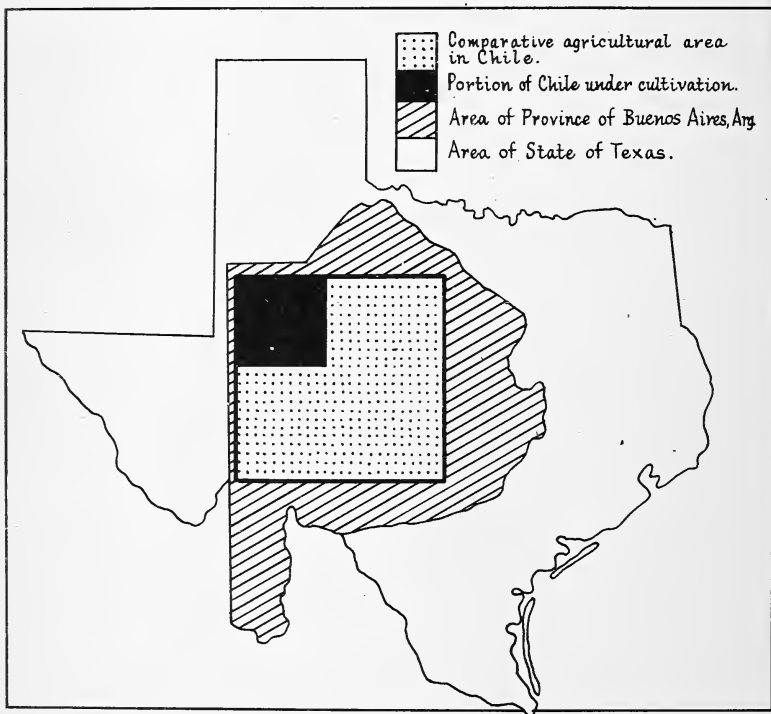 Comparative agricultural area
in Chile.
Portion of Chile under cultivation.
Area of Province of Buenos Aires, Arg.
Area of State of Texas.